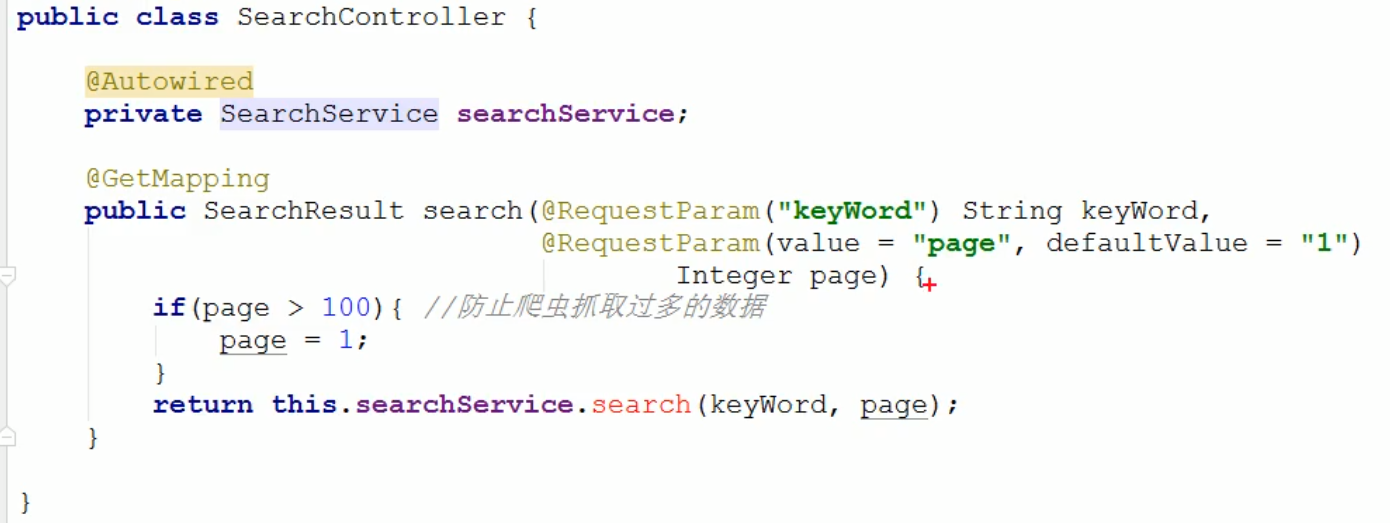 public class SearchController {
@Autowired
private SearchService searchService;
@GetMapping
public SearchResult search(@RequestParam("keyWord") String keyWord,
@RequestParam(value = "page", defaultValue = "1")
Integer page) {
if(page > 100){ //防止爬虫抓取过多的数据
page = 1;
}
return this.searchService.search(keyWord, page);
}
}